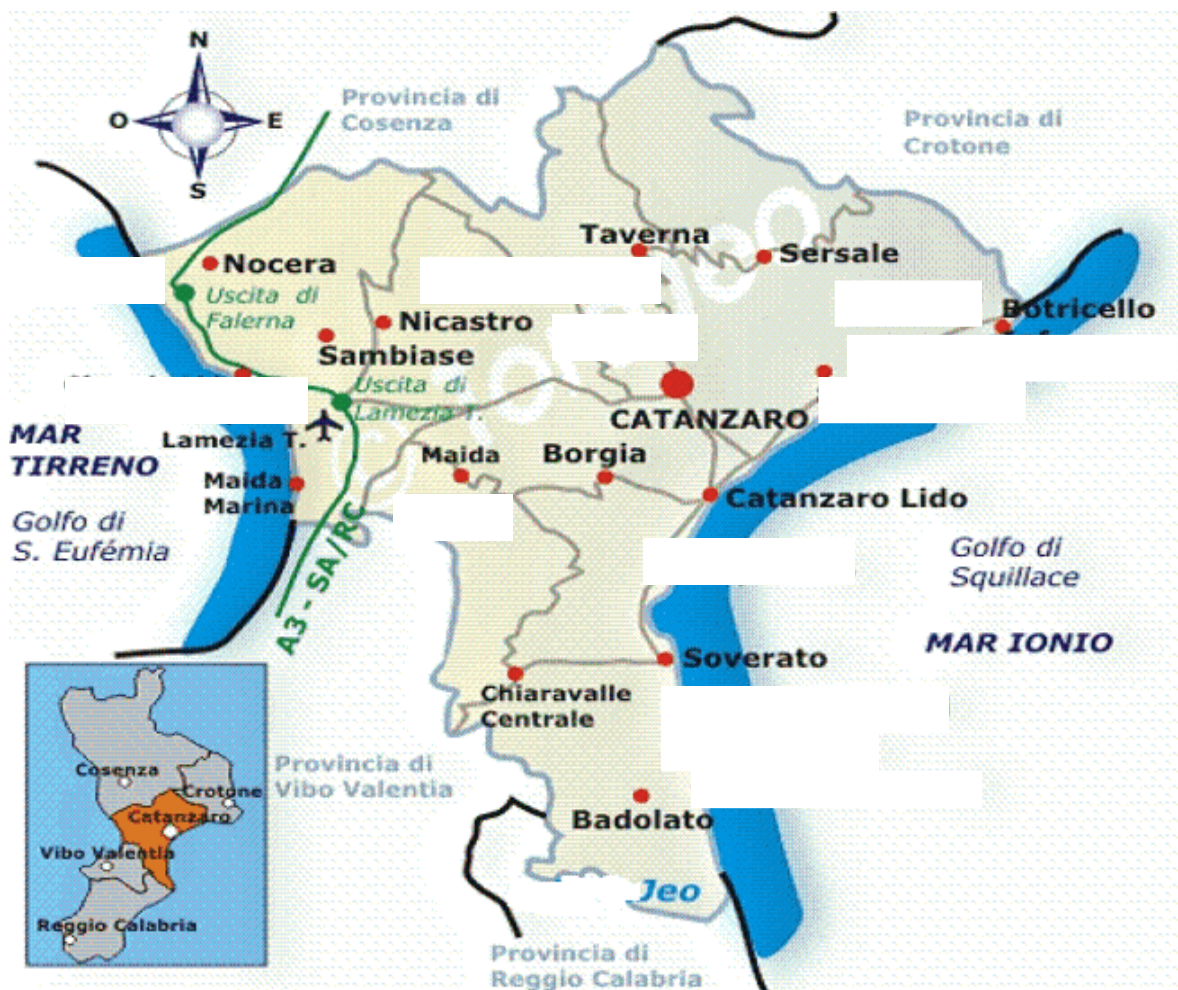 N
O
E
S
Provincia di
Cosenza
Provincia di
Crotone
Taverna
Sersale
Nocera
Uscita di
Falerna
Nicastro
Botricello
Sambiase
Uscita di
Lamezia T.
CATANZARO
MAR
TIRRENO
Lamezia T.
Maida
Borgia
Maida
Marina
Catanzaro Lido
Golfo di
S. Eufémia
A3 - SA/RC
Golfo di
Squillace
MAR IONIO
Soverato
Chiaravalle
Centrale
Provincia di
Vibo Valentia
Badolato
Jeo
Provincia di
Reggio Calabria
Cosenza
Crotone
Catanzaro
Vibo Valentia
Reggio Calabria